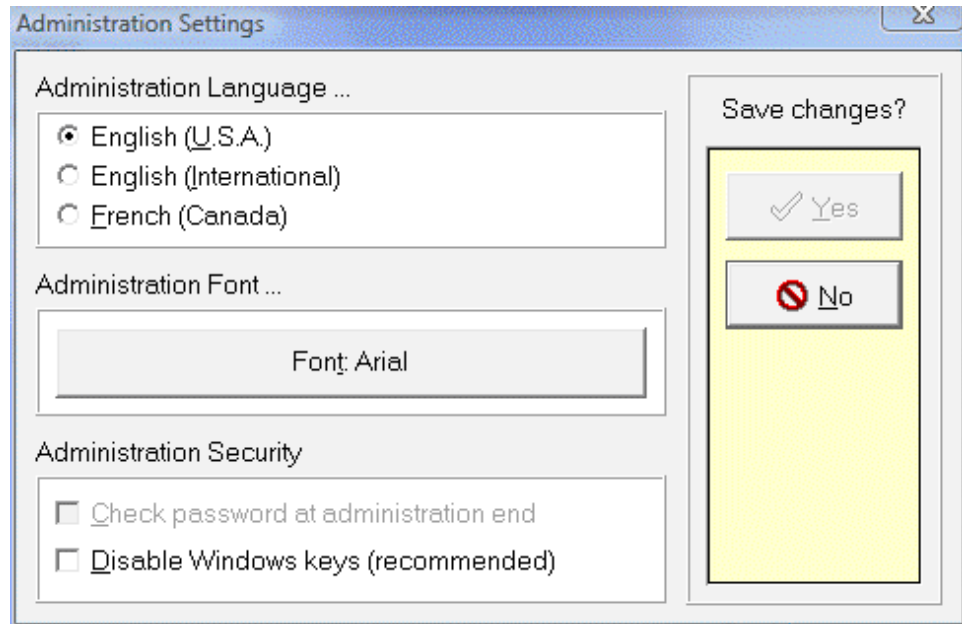 Administration Settings
Administration Language ...
English (U.S.A.)
English (International)
French (Canada)
Administration Font ...
Font: Arial
Administration Security
Check password at administration end
Disable Windows keys (recommended)
Save changes?
Yes
No